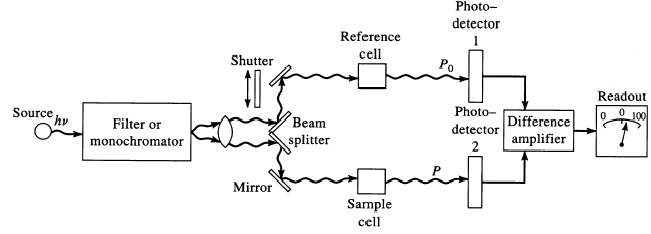 Source
hν
Filter or
monochromator
Shutter
Beam
splitter
Mirror
Reference
cell
Sample
cell
P0
P
Photo-
detector
1
Photo-
detector
2
Difference
amplifier
Readout
0 0 100